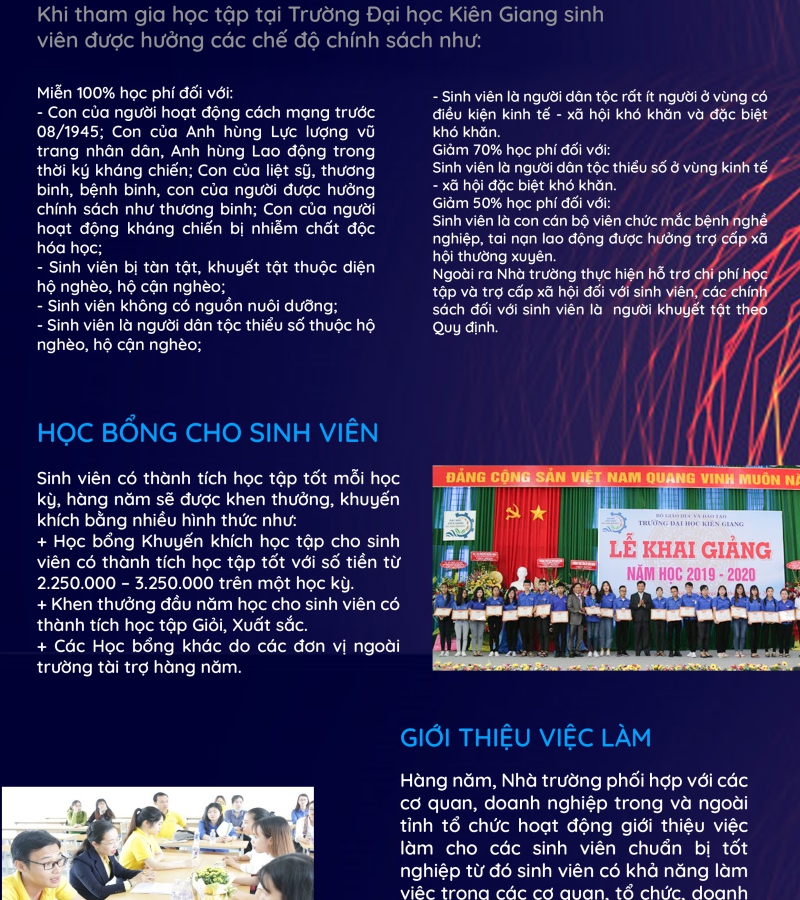 Khi tham gia học tập tại Trường Đại học Kiên Giang sinh
viên được hưởng các chế độ chính sách như:
Miễn 100% học phí đối với:
- Con của người hoạt động cách mạng trước
08/1945; Con của Anh hùng Lực lượng vũ
trang nhân dân, Anh hùng Lao động trong
thời kỳ kháng chiến; Con của liệt sỹ, thương
binh, bệnh binh, con của người được hưởng
chính sách như thương binh; Con của người
hoạt động kháng chiến bị nhiễm chất độc
hóa học;
- Sinh viên bị tàn tật, khuyết tật thuộc diện
hộ nghèo, hộ cận nghèo;
- Sinh viên không có nguồn nuôi dưỡng;
- Sinh viên là người dân tộc thiểu số thuộc hộ
nghèo, hộ cận nghèo;
- Sinh viên là người dân tộc rất ít người ở vùng có
điều kiện kinh tế - xã hội khó khăn và đặc biệt
khó khăn.
Giảm 70% học phí đối với:
Sinh viên là người dân tộc thiểu số ở vùng kinh tế
- xã hội đặc biệt khó khăn.
Giảm 50% học phí đối với:
Sinh viên là con cán bộ viên chức mắc bệnh nghề
nghiệp, tai nạn lao động được hưởng trợ cấp xã
hội thường xuyên.
Ngoài ra Nhà trường thực hiện hỗ trơ chi phí học
tập và trợ cấp xã hội đối với sinh viên, các chính
sách đối với sinh viên là người khuyết tật theo
Quy định.
HỌC BỔNG CHO SINH VIÊN
Sinh viên có thành tích học tập tốt mỗi học
kỳ, hàng năm sẽ được khen thưởng, khuyến
khích bằng nhiều hình thức như:
+ Học bổng Khuyến khích học tập cho sinh
viên có thành tích học tập tốt với số tiền từ
2.250.000 – 3.250.000 trên một học kỳ.
+ Khen thưởng đầu năm học cho sinh viên có
thành tích học tập Giỏi, Xuất sắc.
+ Các Học bổng khác do các đơn vị ngoài
trường tài trợ hàng năm.
ĐẢNG CỘNG SẢN VIỆT NAM QUANG VINH MUÔN NĂ
BỘ GIÁO DỤC VÀ ĐÀO TẠO
TRƯỜNG ĐẠI HỌC KIÊN GIANG
LỄ KHAI GIẢNG
NĂM HỌC 2019 - 2020
GIỚI THIỆU VIỆC LÀM
Hàng năm, Nhà trường phối hợp với các
cơ quan, doanh nghiệp trong và ngoài
tỉnh tổ chức hoạt động giới thiệu việc
làm cho các sinh viên chuẩn bị tốt
nghiệp từ đó sinh viên có khả năng làm
việc trong các cơ quan, tổ chức, doanh